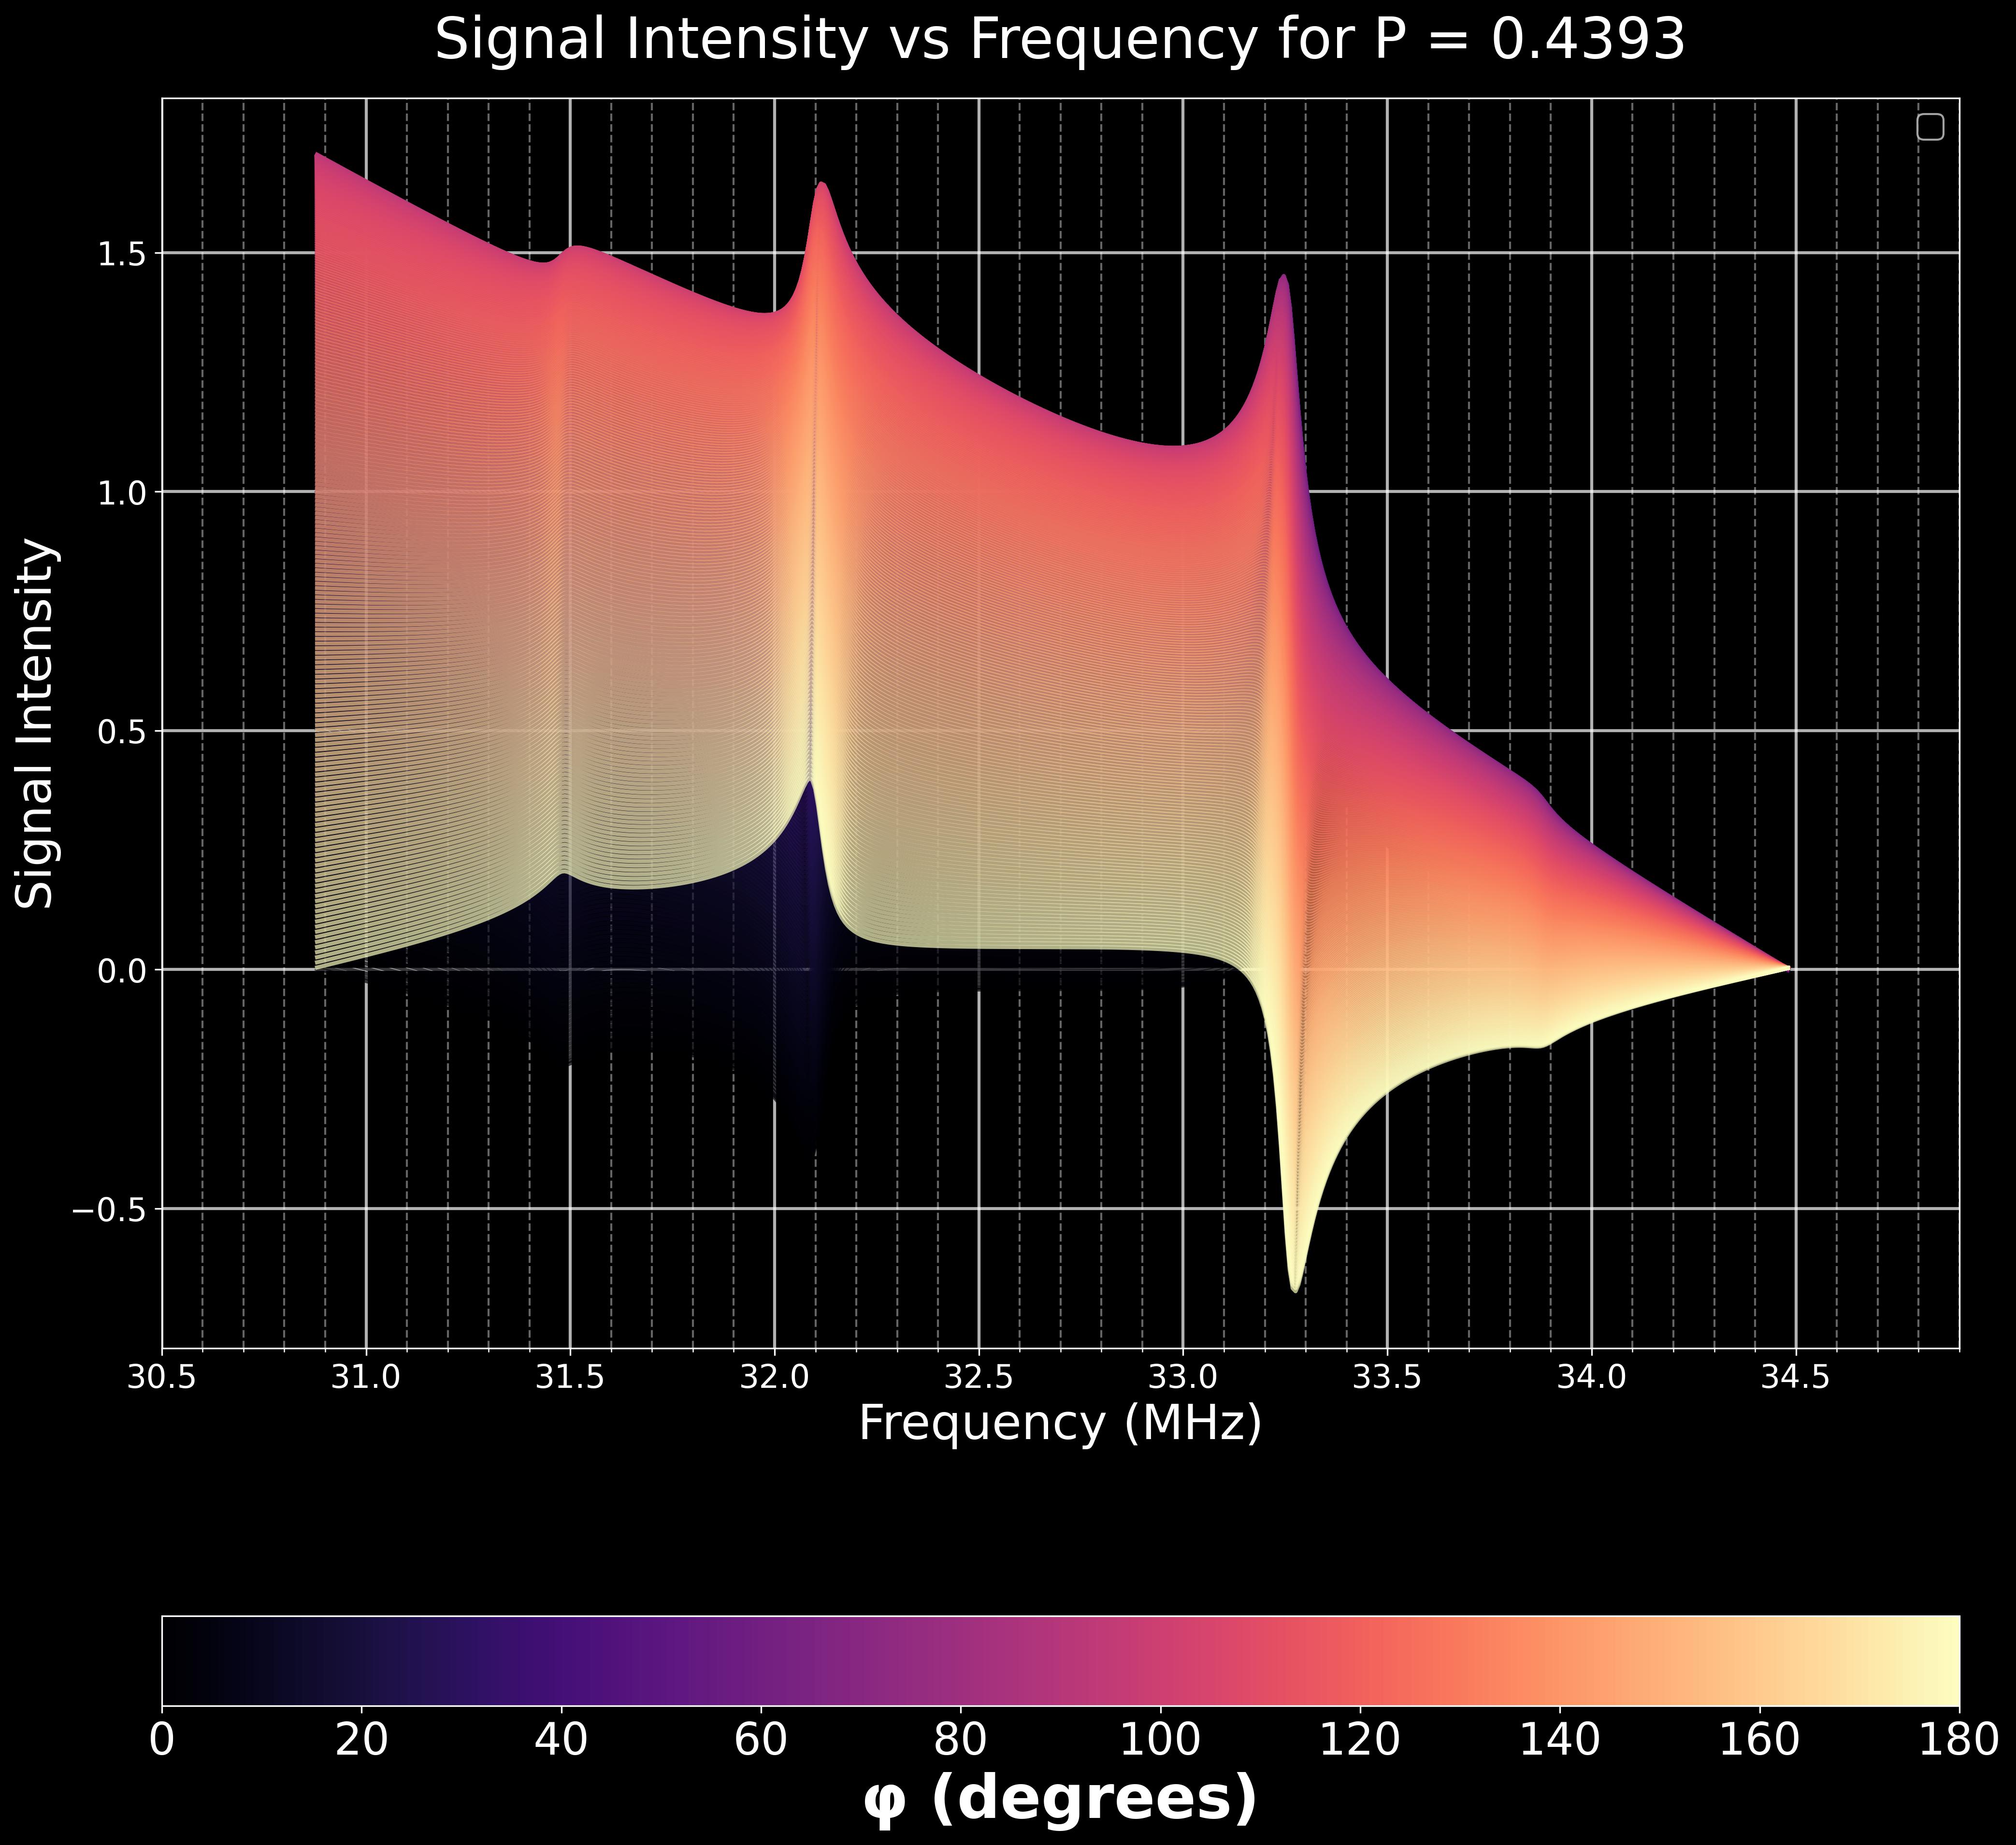 Signal Intensity vs Frequency for P = 0.4393
Signal Intensity
1.5
1.0
0.5
0.0
−0.5
30.5 31.0 31.5 32.0 32.5 33.0 33.5 34.0 34.5
Frequency (MHz)
0 20 40 60 80 100 120 140 160 180
φ (degrees)